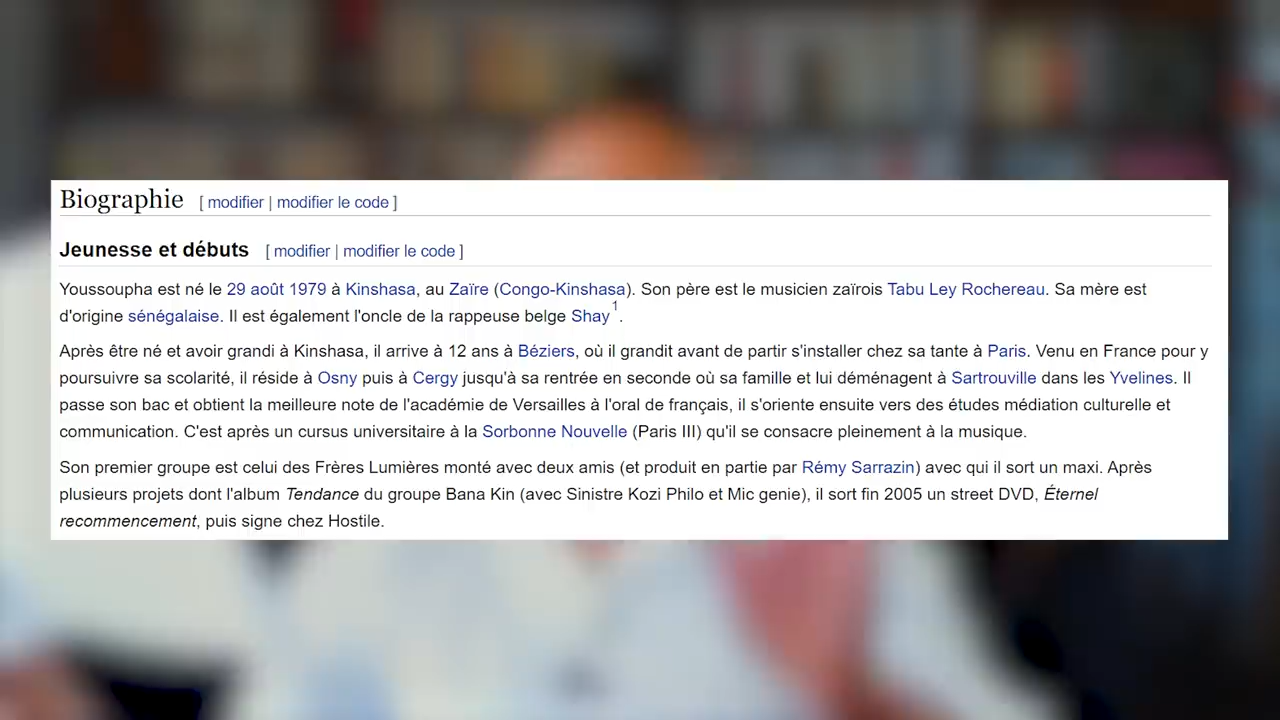 Biographie [ modifier | modifier le code ]
Jeunesse et débuts [ modifier | modifier le code ]
Youssoupha est né le 29 août 1979 à Kinshasa, au Zaïre (Congo-Kinshasa). Son père est le musicien zaïrois Tabu Ley Rochereau. Sa mère est
d'origine sénégalaise. Il est également l'oncle de la rappeuse belge Shay 1.
Après être né et avoir grandi à Kinshasa, il arrive à 12 ans à Béziers, où il grandit avant de partir s'installer chez sa tante à Paris. Venu en France pour y
poursuivre sa scolarité, il réside à Osny puis à Cergy jusqu'à sa rentrée en seconde où sa famille et lui déménagent à Sartrouville dans les Yvelines. Il
passe son bac et obtient la meilleure note de l'académie de Versailles à l'oral de français, il s'oriente ensuite vers des études médiation culturelle et
communication. C'est après un cursus universitaire à la Sorbonne Nouvelle (Paris III) qu'il se consacre pleinement à la musique.
Son premier groupe est celui des Frères Lumières monté avec deux amis (et produit en partie par Rémy Sarrazin) avec qui il sort un maxi. Après
plusieurs projets dont l'album Tendance du groupe Bana Kin (avec Sinistre Kozi Philo et Mic genie), il sort fin 2005 un street DVD, Éternel
recommencement, puis signe chez Hostile.